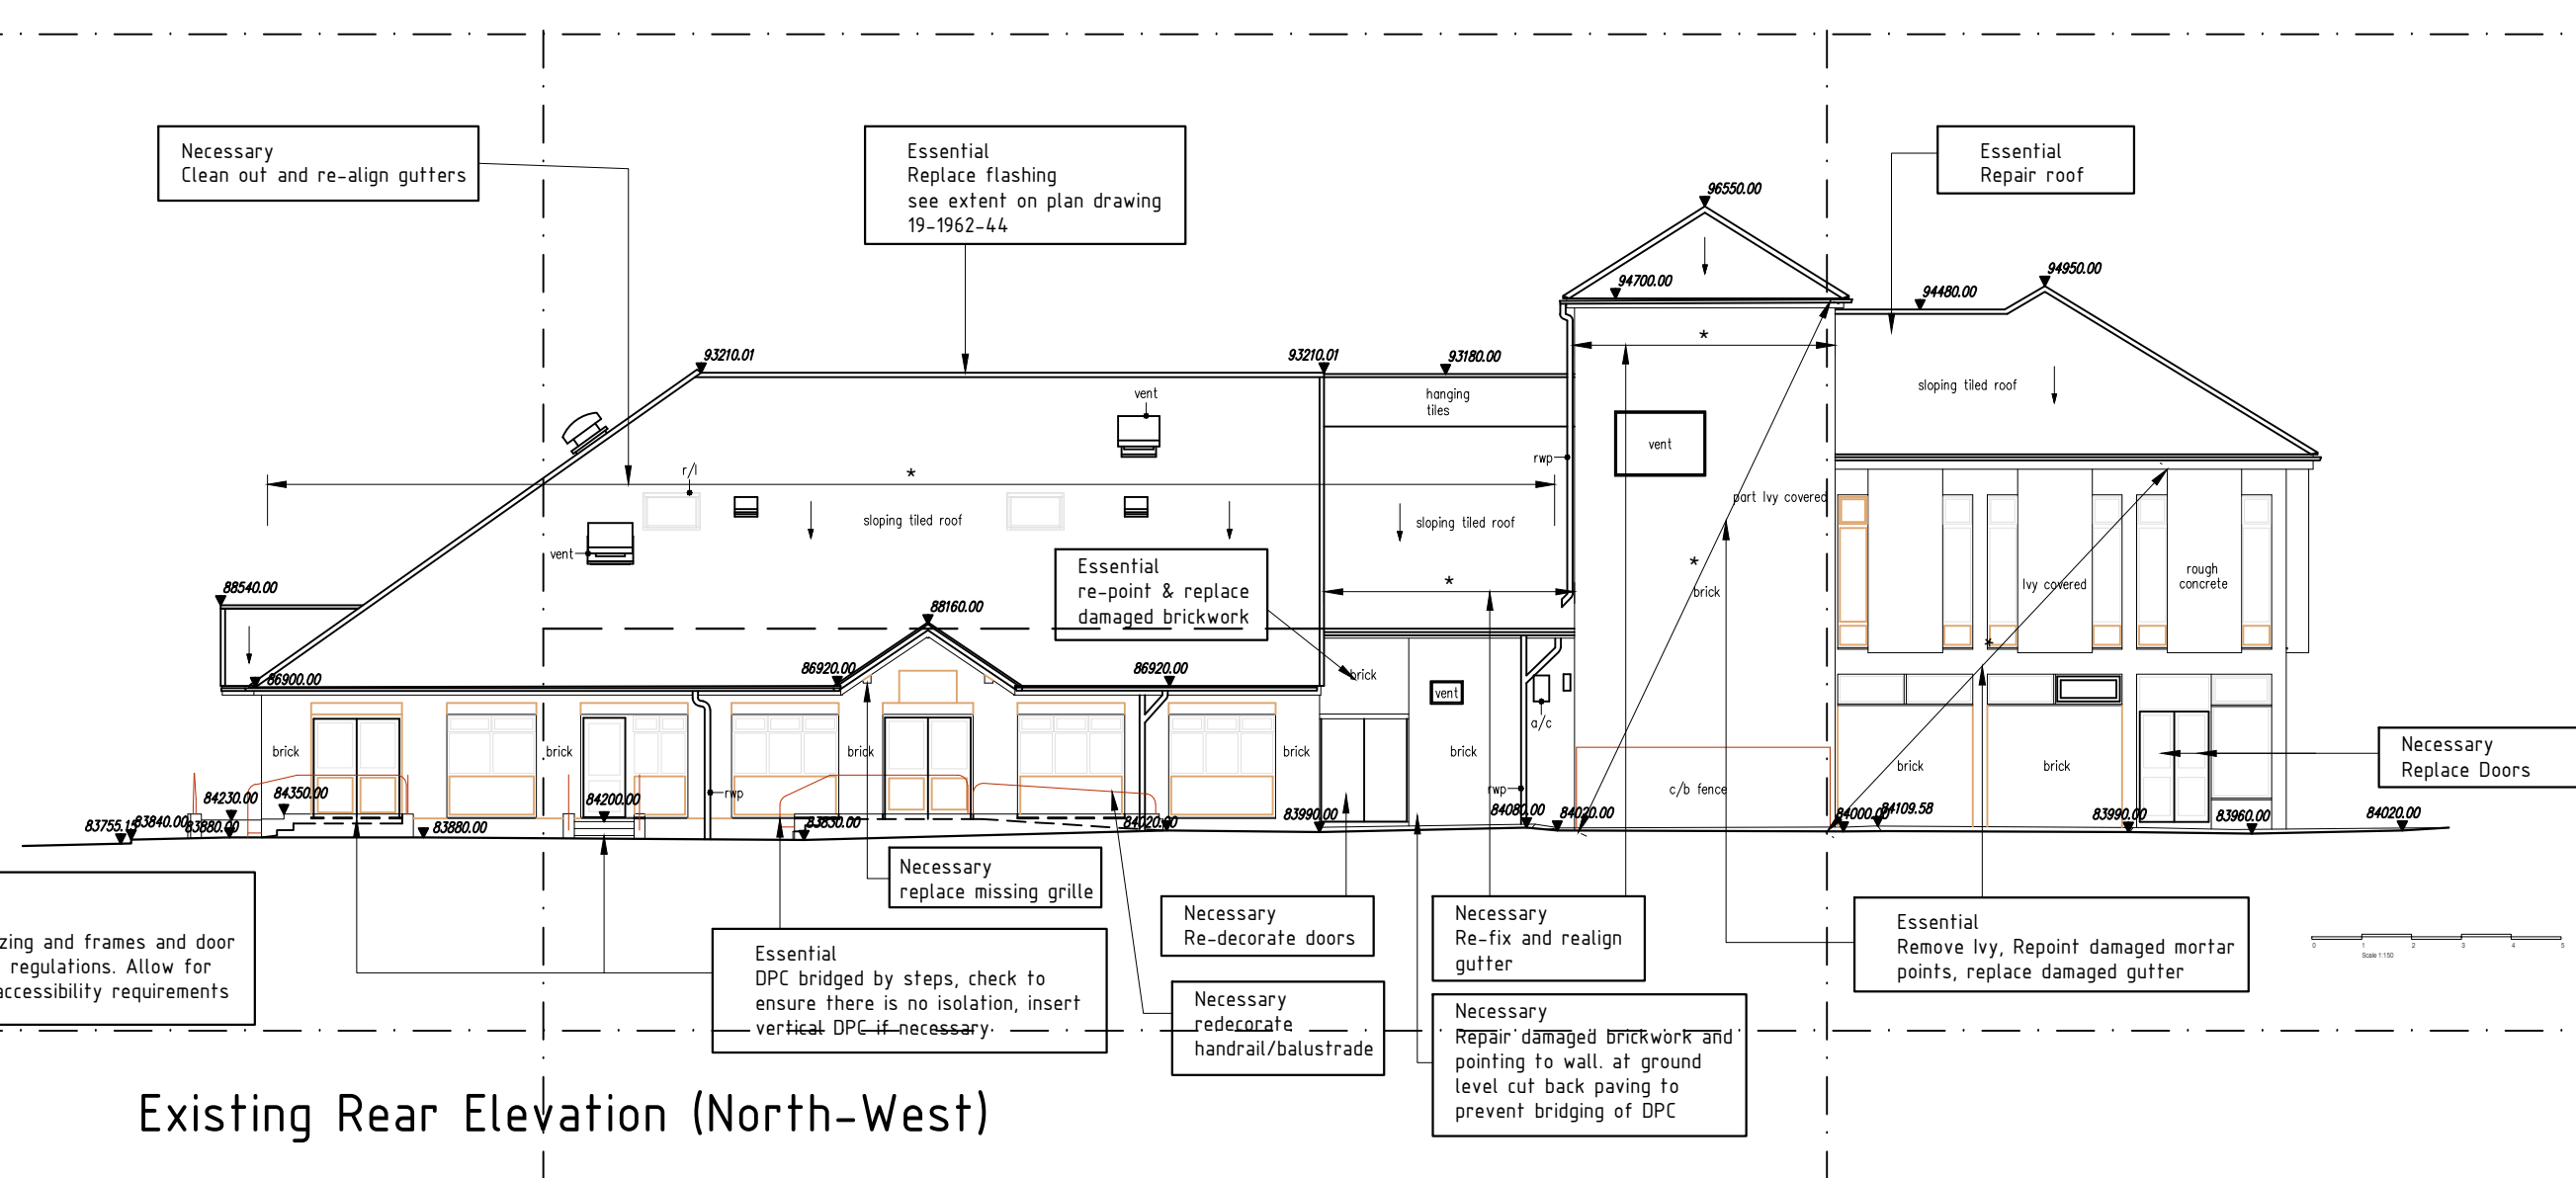 Necessary
Clean out and re-align gutters
Essential
Replace flashing
see extent on plan drawing
19-1962-44
Essential
Repair roof
96550.00
94700.00
94950.00
94480.00
93210.01
93210.01
93180.00
hanging
tiles
vent
r/l
*
*
vent
rwp
sloping tiled roof
part Ivy covered
sloping tiled roof
sloping tiled roof
vent
Essential
re-point & replace
damaged brickwork
*
*
brick
Ivy covered
rough
concrete
*
88540.00
88160.00
86900.00
86920.00
86920.00
brick
vent
a/c
brick
brick
brick
brick
brick
rwp
rwp
c/b fence
brick
brick
Necessary
Replace Doors
83755.15
83840.00
84230.00
83880.00
84350.00
83880.00
84200.00
83830.00
84020.00
83990.00
84080.00
84020.00
84000.00
84109.58
83990.00
83960.00
84020.00
zing and frames and door
regulations. Allow for
accessibility requirements
Necessary
replace missing grille
Essential
DPC bridged by steps, check to
ensure there is no isolation, insert
vertical DPC if necessary
Necessary
Re-decorate doors
Necessary
redecorate
handrail/balustrade
Necessary
Re-fix and realign
gutter
Necessary
Repair damaged brickwork and
pointing to wall. at ground
level cut back paving to
prevent bridging of DPC
Essential
Remove Ivy, Repoint damaged mortar
points, replace damaged gutter
0 1 2 3 4 5
Scale 1:150
Existing Rear Elevation (North-West)